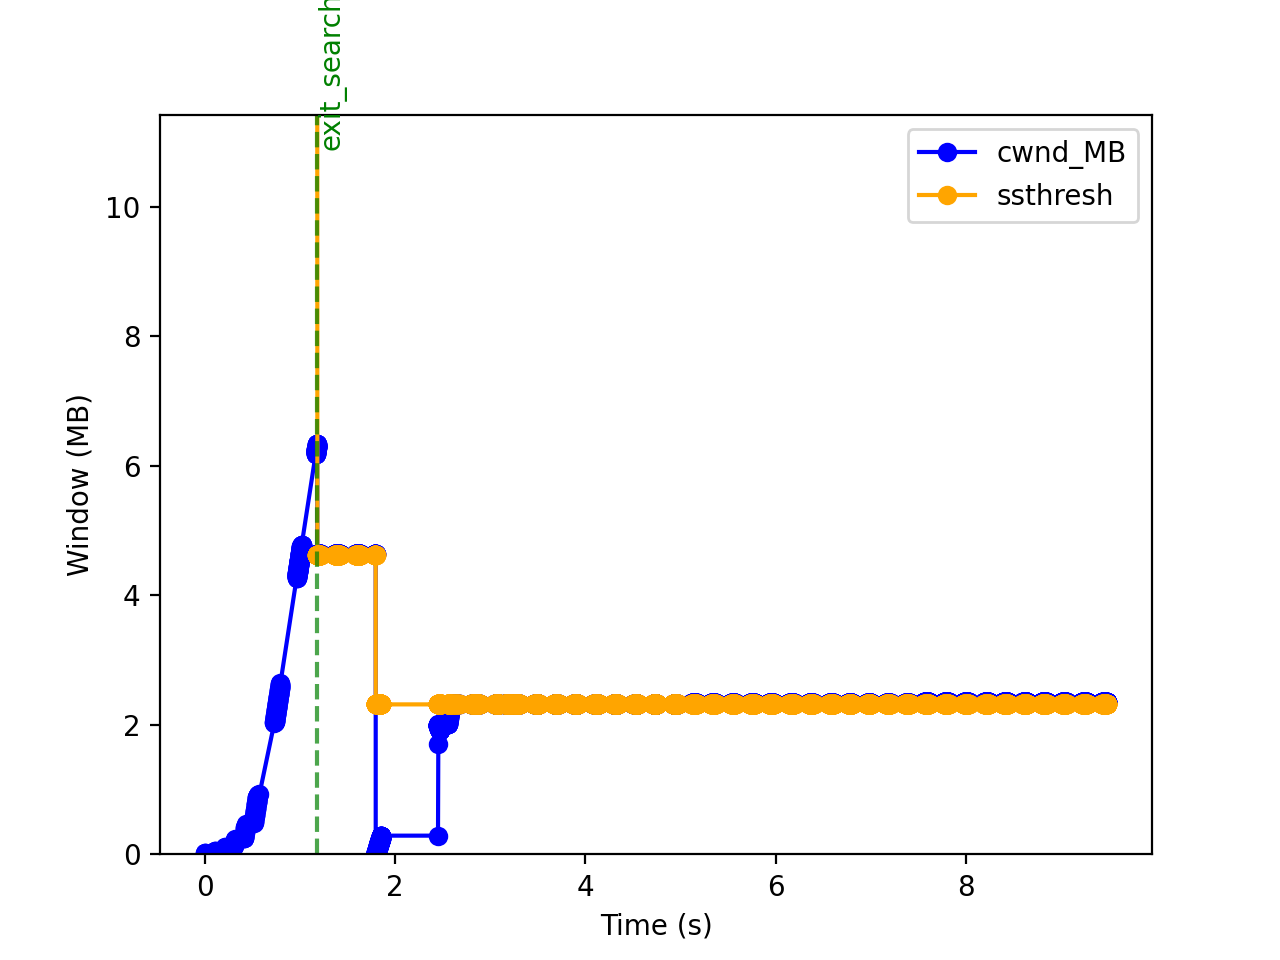 exit_search
cwnd_MB
ssthresh
10
8
6
4
2
0
Window (MB)
0 2 4 6 8
Time (s)